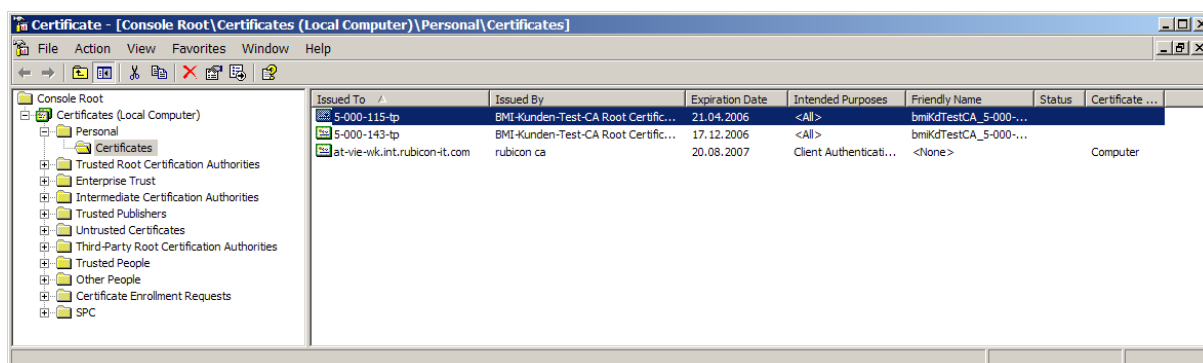 Certificate - [Console Root\Certificates (Local Computer)\Personal\Certificates]
File Action View Favorites Window Help
Console Root
Certificates (Local Computer)
Personal
Certificates
Trusted Root Certification Authorities
Enterprise Trust
Intermediate Certification Authorities
Trusted Publishers
Untrusted Certificates
Third-Party Root Certification Authorities
Trusted People
Other People
Certificate Enrollment Requests
SPC
Issued To Issued By Expiration Date Intended Purposes Friendly Name Status Certificate ...
5-000-115-tp BMI-Kunden-Test-CA Root Certific... 21.04.2006 <All> bmiKdTestCA_5-000-...
5-000-143-tp BMI-Kunden-Test-CA Root Certific... 17.12.2006 <All> bmiKdTestCA_5-000-...
at-vie-wk.int.rubicon-it.com rubicon ca 20.08.2007 Client Authenticati... <None> Computer